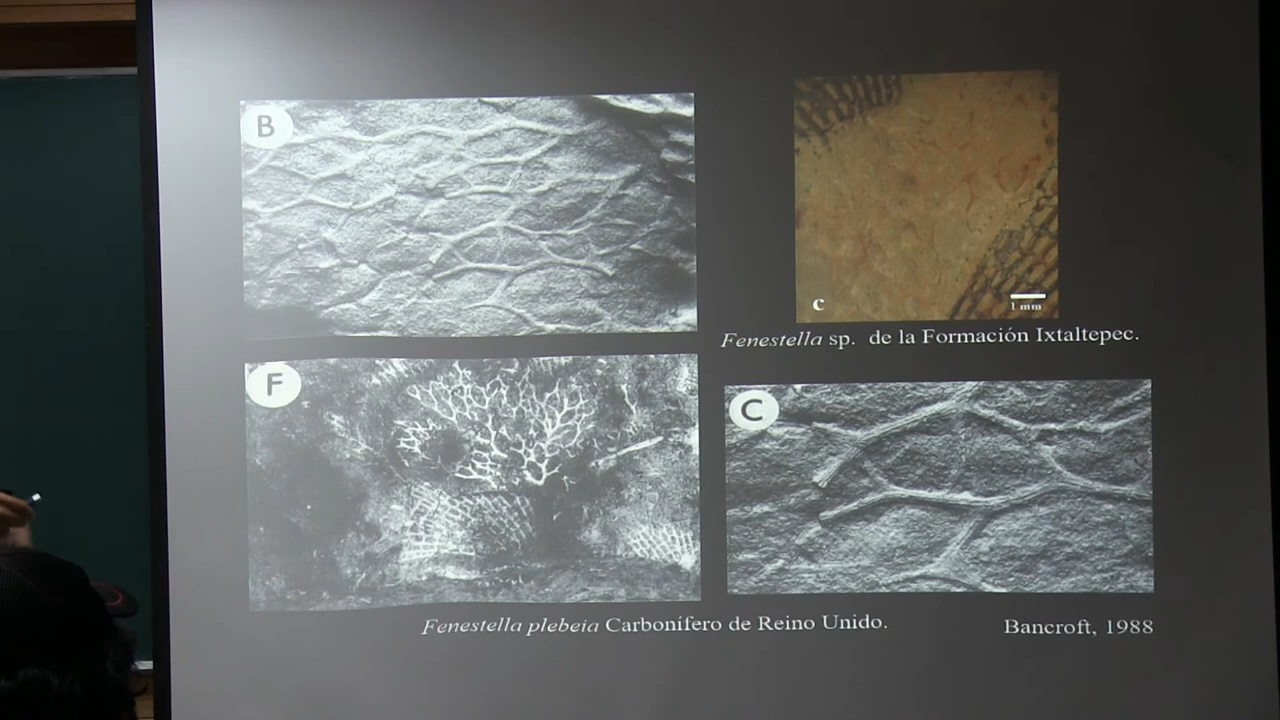 B
c
1 mm
Fenestella sp. de la Formación Ixtaltepec.
F
C
Fenestella plebeia Carbonífero de Reino Unido.
Bancroft, 1988